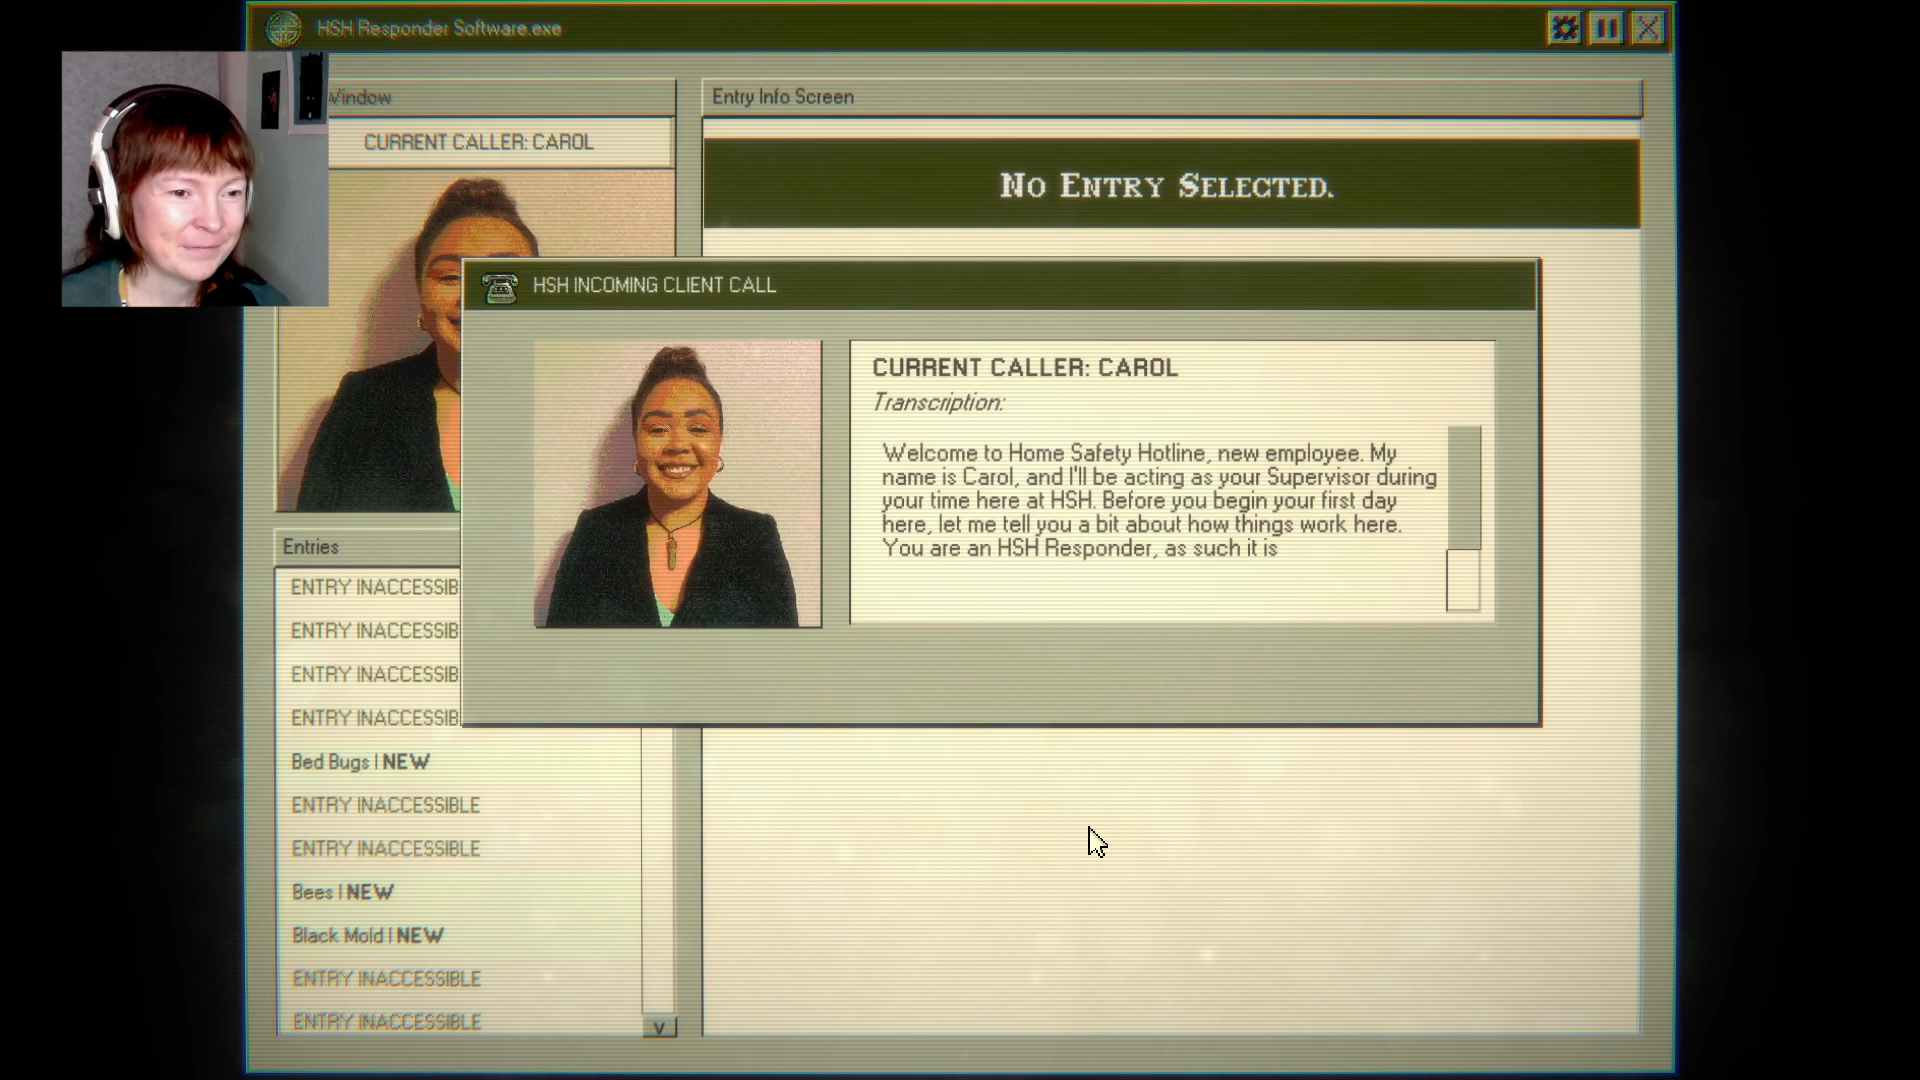 HSH Responder Software.exe
Window
CURRENT CALLER: CAROL
Entry Info Screen
No Entry Selected.
HSH INCOMING CLIENT CALL
CURRENT CALLER: CAROL
Transcription:
Welcome to Home Safety Hotline, new employee. My
name is Carol, and I'll be acting as your Supervisor during
your time here at HSH. Before you begin your first day
here, let me tell you a bit about how things work here.
You are an HSH Responder, as such it is
Entries
ENTRY INACCESSIB
ENTRY INACCESSIB
ENTRY INACCESSIB
ENTRY INACCESSIB
Bed Bugs | NEW
ENTRY INACCESSIBLE
ENTRY INACCESSIBLE
Bees | NEW
Black Mold | NEW
ENTRY INACCESSIBLE
ENTRY INACCESSIBLE
V